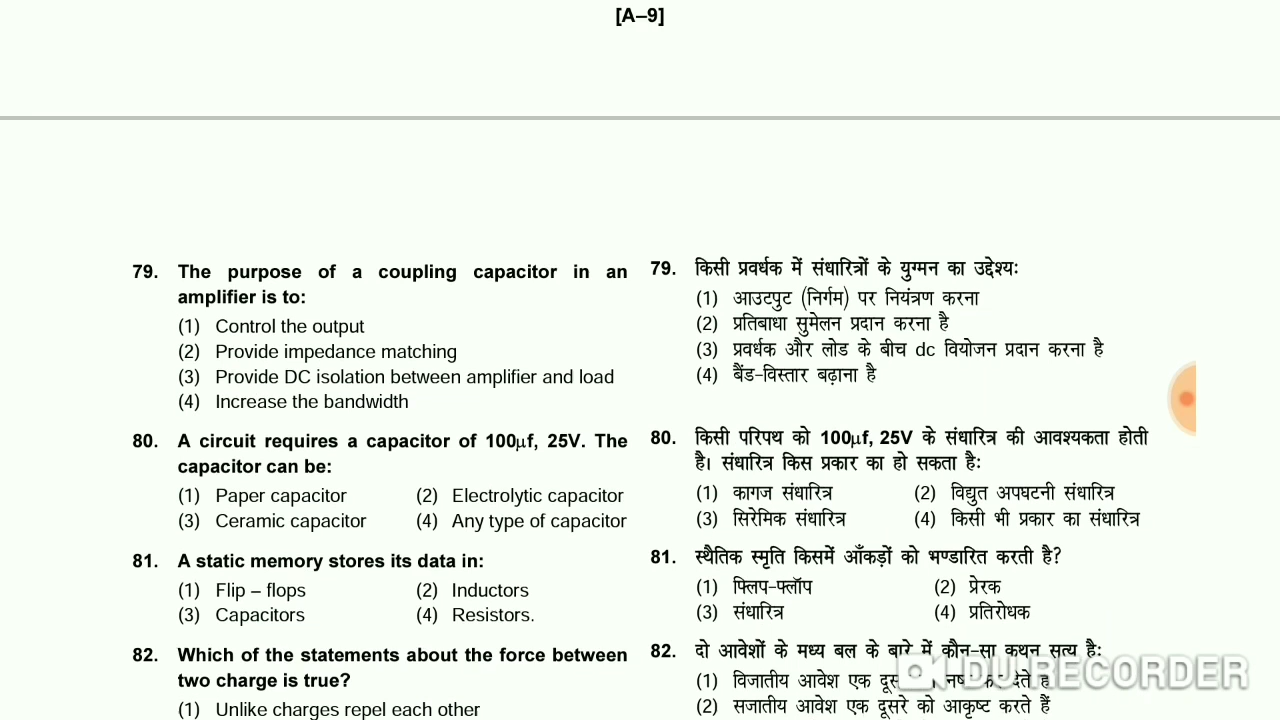 [A–9]
79. The purpose of a coupling capacitor in an
amplifier is to:
(1) Control the output
(2) Provide impedance matching
(3) Provide DC isolation between amplifier and load
(4) Increase the bandwidth
80. A circuit requires a capacitor of 100µf, 25V. The
capacitor can be:
(1) Paper capacitor (2) Electrolytic capacitor
(3) Ceramic capacitor (4) Any type of capacitor
81. A static memory stores its data in:
(1) Flip – flops (2) Inductors
(3) Capacitors (4) Resistors.
82. Which of the statements about the force between
two charge is true?
(1) Unlike charges repel each other
79. किसी प्रवर्धक में संधारित्रों के युग्मन का उद्देश्यः
(1) आउटपुट (निर्गम) पर नियंत्रण करना
(2) प्रतिबाधा सुमेलन प्रदान करना है
(3) प्रवर्धक और लोड के बीच dc वियोजन प्रदान करना है
(4) बैंड-विस्तार बढ़ाना है
80. किसी परिपथ को 100µf, 25V के संधारित्र की आवश्यकता होती
है। संधारित्र किस प्रकार का हो सकता हैः
(1) कागज संधारित्र (2) विद्युत अपघटनी संधारित्र
(3) सिरेमिक संधारित्र (4) किसी भी प्रकार का संधारित्र
81. स्थैतिक स्मृति किसमें आँकड़ों को भण्डारित करती है?
(1) फ्लिप-फ्लॉप (2) प्रेरक
(3) संधारित्र (4) प्रतिरोधक
82. दो आवेशों के मध्य बल के बारे में कौन-सा कथन सत्य हैः
(1) विजातीय आवेश एक देते
(2) सजातीय आवेश एक दूसरे को आकृष्ट करते हैं
DU RECORDER